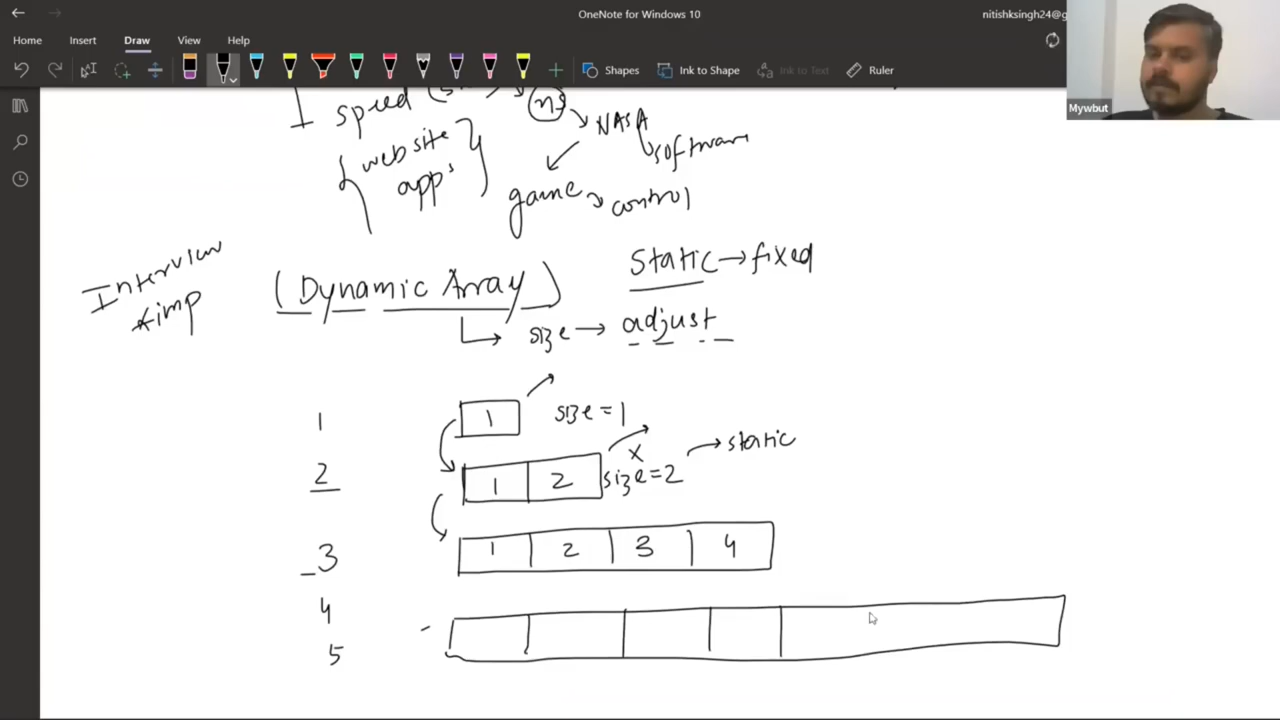 OneNote for Windows 10
nitishksingh24@g
Home Insert Draw View Help
Shapes Ink to Shape Ink to Text Ruler
Mywbut
I speed
(ns)
NASA
software
{website
apps}
game
control
Interview
imp
(Dynamic Array)
Static → fixed
size → adjust
1
1
size = 1
2
1 2
x
size = 2
→ static
3
1 2 3 4
4
5